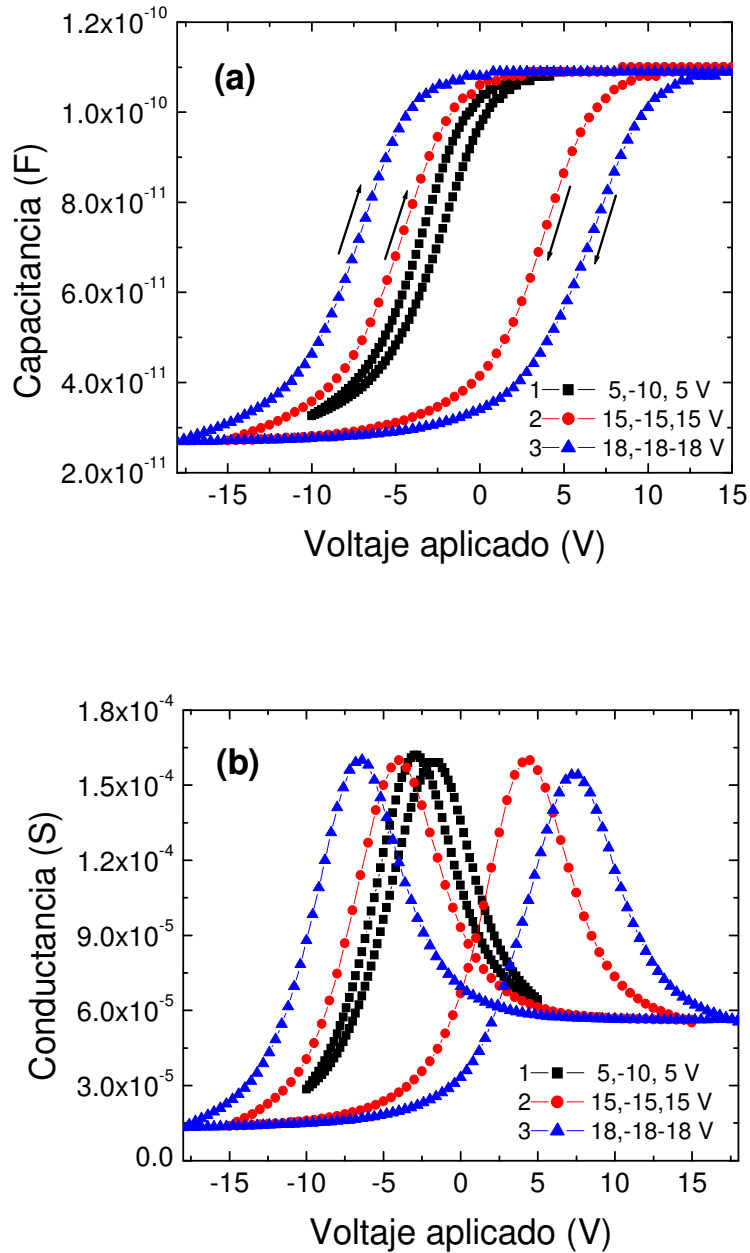 1.2x10⁻¹⁰
1.0x10⁻¹⁰
8.0x10⁻¹¹
6.0x10⁻¹¹
4.0x10⁻¹¹
2.0x10⁻¹¹
Capacitancia (F)
(a)
1 5,-10, 5 V
2 15,-15,15 V
3 18,-18-18 V
-15 -10 -5 0 5 10 15
Voltaje aplicado (V)
1.8x10⁻⁴
1.5x10⁻⁴
1.2x10⁻⁴
9.0x10⁻⁵
6.0x10⁻⁵
3.0x10⁻⁵
0.0
Conductancia (S)
(b)
1 5,-10, 5 V
2 15,-15,15 V
3 18,-18-18 V
-15 -10 -5 0 5 10 15
Voltaje aplicado (V)